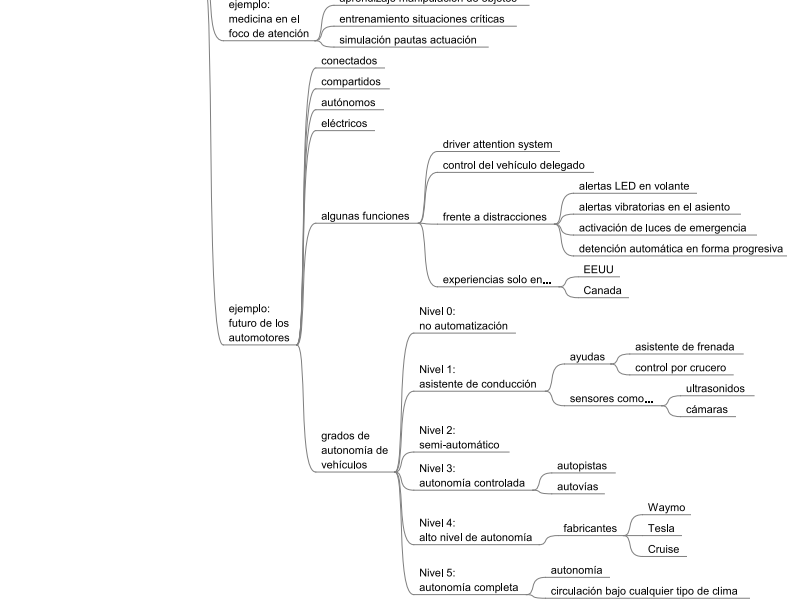 aprendizaje manipulación de objetos
ejemplo:
medicina en el
foco de atención
entrenamiento situaciones críticas
simulación pautas actuación
conectados
compartidos
autónomos
eléctricos
driver attention system
control del vehículo delegado
alertas LED en volante
alertas vibratorias en el asiento
algunas funciones
frente a distracciones
activación de luces de emergencia
detención automática en forma progresiva
experiencias solo en...
EEUU
Canada
ejemplo:
futuro de los
automotores
Nivel 0:
no automatización
Nivel 1:
asistente de conducción
ayudas
asistente de frenada
control por crucero
sensores como...
ultrasonidos
cámaras
grados de
autonomía de
vehículos
Nivel 2:
semi-automático
Nivel 3:
autonomía controlada
autopistas
autovías
Nivel 4:
alto nivel de autonomía
fabricantes
Waymo
Tesla
Cruise
Nivel 5:
autonomía completa
autonomía
circulación bajo cualquier tipo de clima